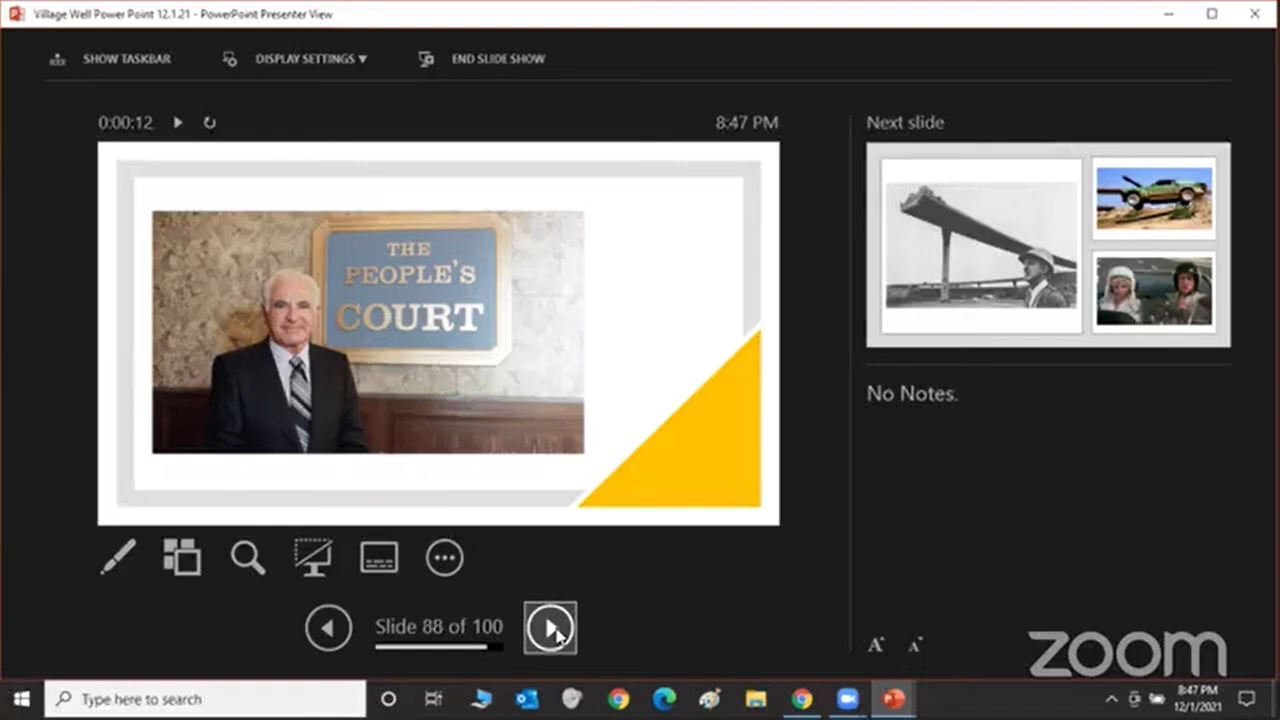 Village Well Power Point 12.1.21 - PowerPoint Presenter View
SHOW TASKBAR
DISPLAY SETTINGS ▼
END SLIDE SHOW
0:00:12
8:47 PM
Next slide
THE
PEOPLE'S
COURT
No Notes.
Slide 88 of 100
A A
zoom
Type here to search
8:47 PM
12/1/2021